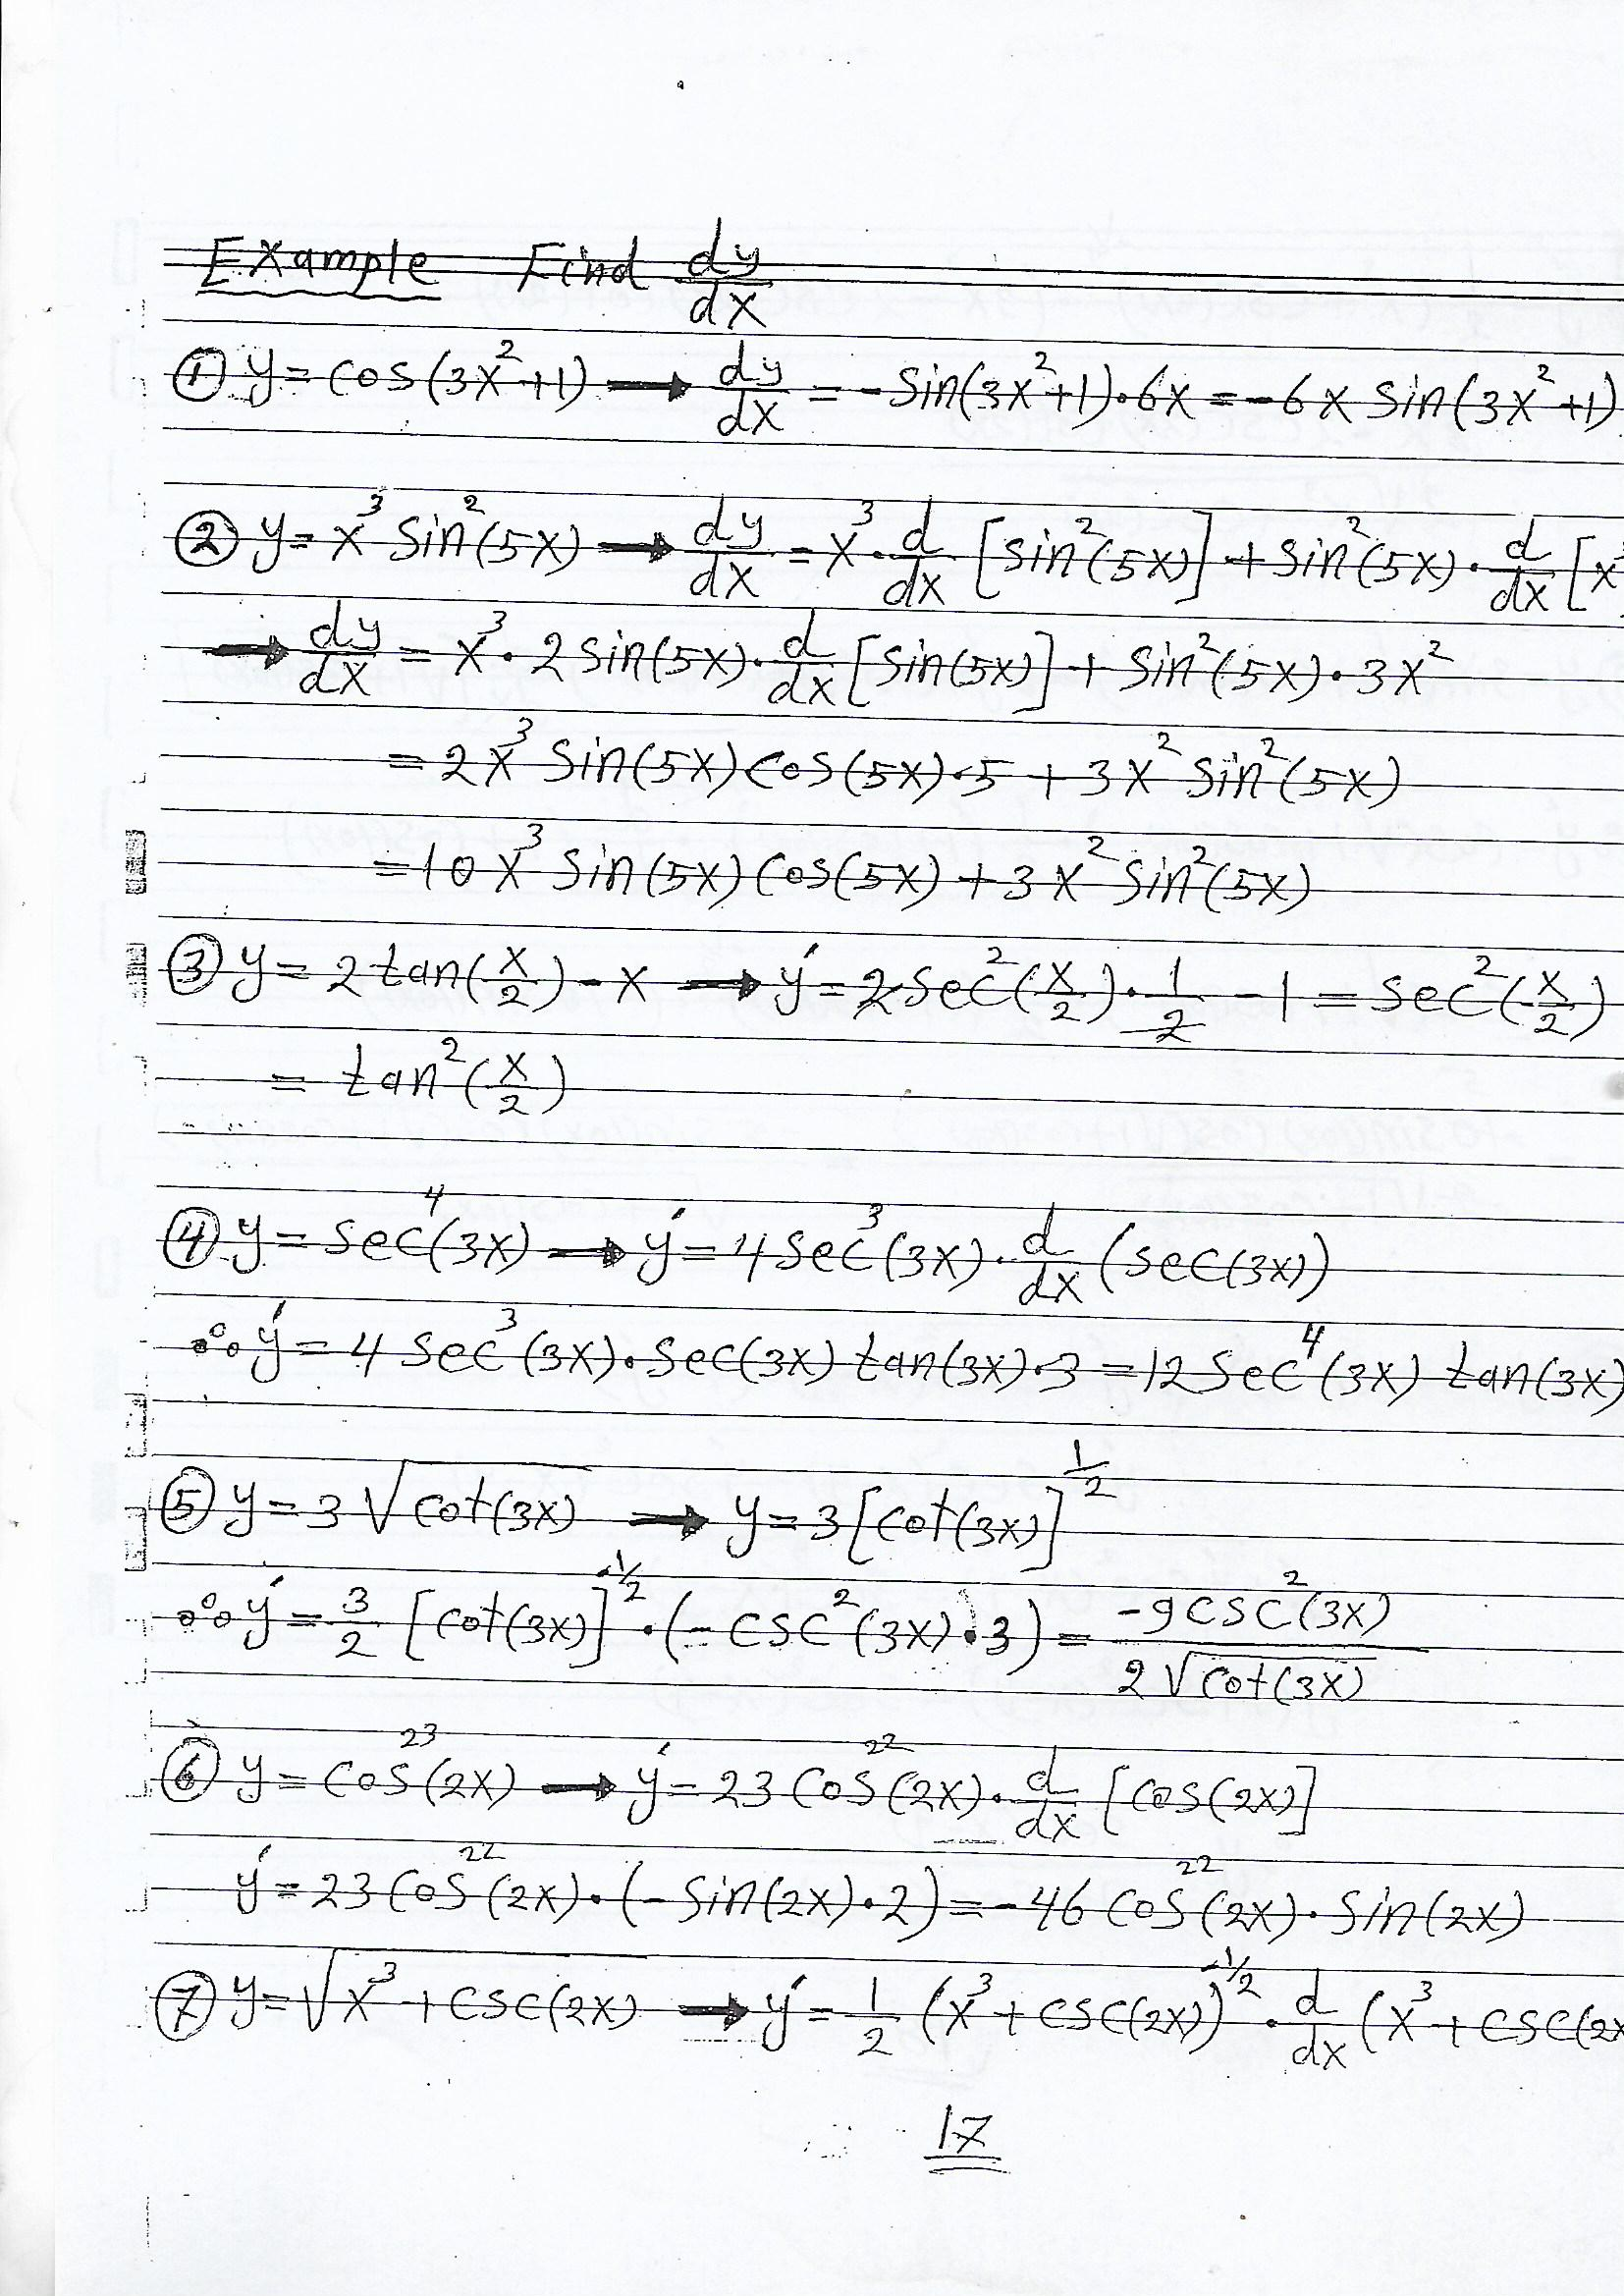 Example Find dy/dx
① y = cos(3x²+1) → dy/dx = -sin(3x²+1)·6x = -6x sin(3x²+1)
② y = x³ sin²(5x) → dy/dx = x³·d/dx [sin²(5x)] + sin²(5x)·d/dx [x³
→ dy/dx = x³·2 sin(5x)·d/dx [sin(5x)] + sin²(5x)·3x²
= 2x³ sin(5x) cos(5x)·5 + 3x² sin²(5x)
= 10x³ sin(5x) cos(5x) + 3x² sin²(5x)
③ y = 2 tan(x/2) - x → y´ = 2 sec²(x/2)·1/2 - 1 = sec²(x/2)
= tan²(x/2)
④ y = sec⁴(3x) → y´ = 4 sec³(3x)·d/dx (sec(3x))
∴ y´ = 4 sec³(3x)·sec(3x) tan(3x)·3 = 12 sec⁴(3x) tan(3x)
⑤ y = 3√cot(3x) → y = 3[cot(3x)]^1/2
∴ y´ = 3/2 [cot(3x)]^-1/2·(-csc²(3x)·3) = -9csc²(3x)/2√cot(3x)
⑥ y = cos²³(2x) → y´ = 23 cos²²(2x)·d/dx [cos(2x)]
y´ = 23 cos²²(2x)·(-sin(2x)·2) = -46 cos²²(2x)·sin(2x)
⑦ y = √x³+csc(2x) → y´ = 1/2 (x³+csc(2x))^-1/2·d/dx (x³+csc(2x
17